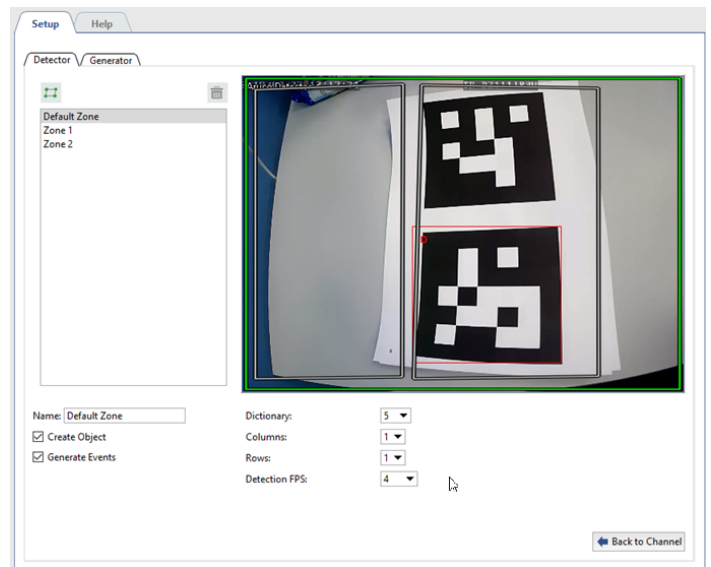 Setup Help
Detector Generator
Default Zone
Zone 1
Zone 2
Name: Default Zone
Create Object
Generate Events
Dictionary: 5
Columns: 1
Rows: 1
Detection FPS: 4
Back to Channel